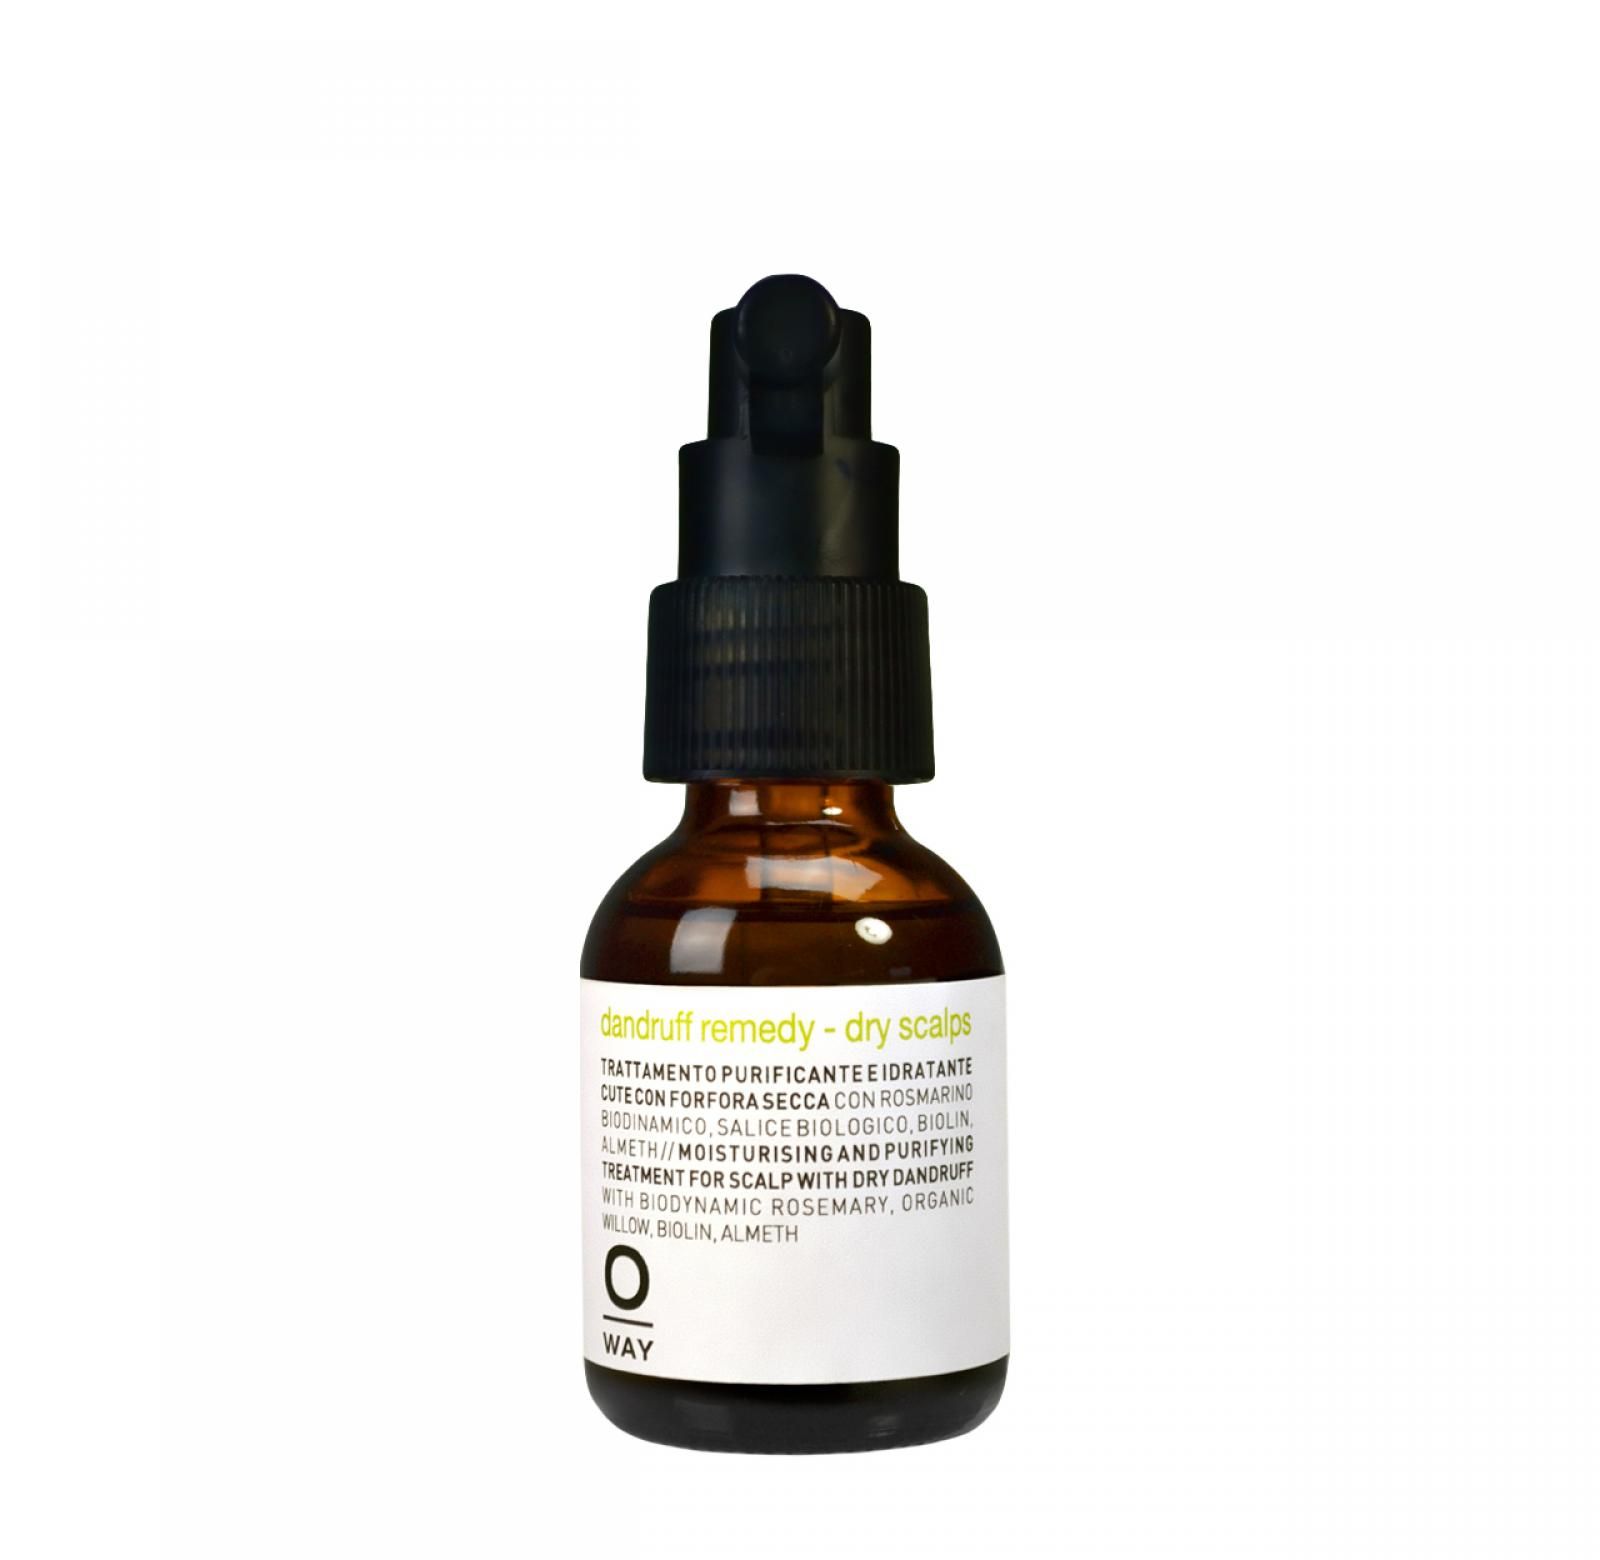 dandruff remedy - dry scalps
TRATTAMENTO PURIFICANTE E IDRATANTE
CUTE CON FORFORA SECCA CON ROSMARINO
BIODINAMICO, SALICE BIOLOGICO, BIOLIN,
ALMETH // MOISTURISING AND PURIFYING
TREATMENT FOR SCALP WITH DRY DANDRUFF
WITH BIODYNAMIC ROSEMARY, ORGANIC
WILLOW, BIOLIN, ALMETH
O
WAY